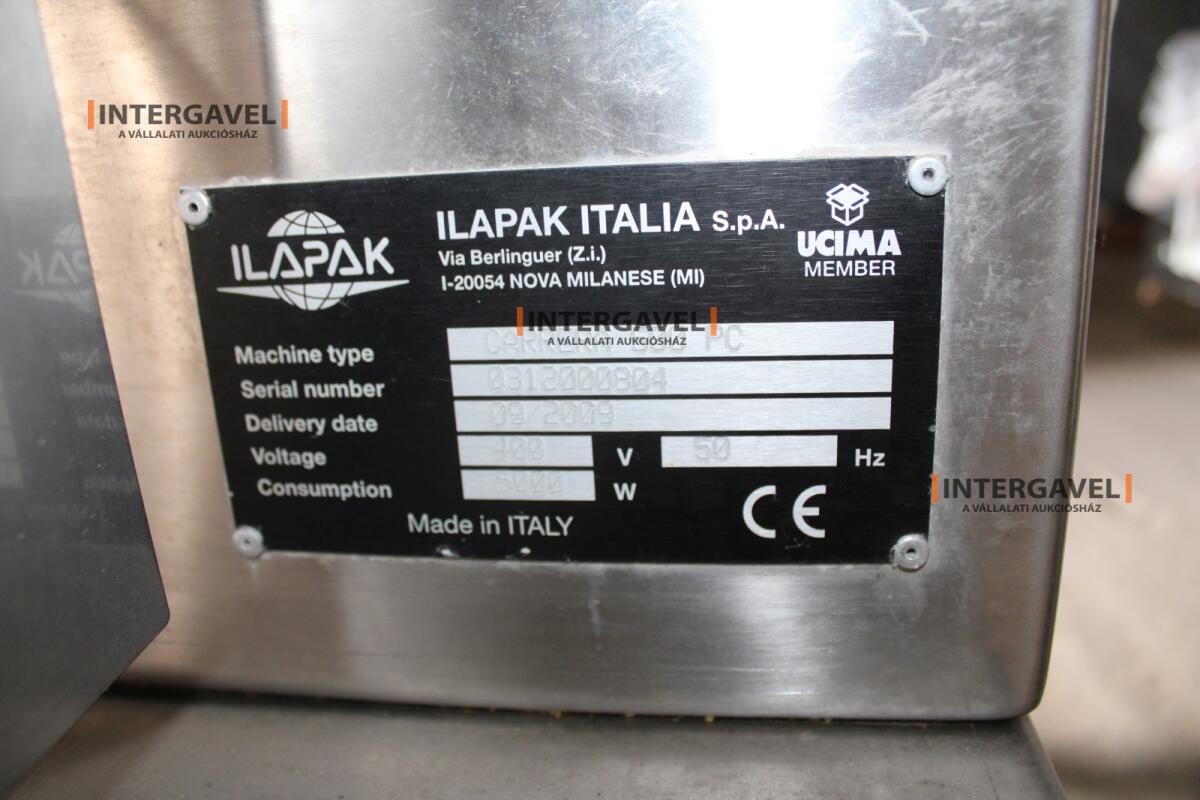 INTERGAVEL
A VÁLLALATI AUKCIÓSHÁZ
ILAPAK
ILAPAK ITALIA S.p.A.
Via Berlinguer (Z.i.)
I-20054 NOVA MILANESE (MI)
UCIMA
MEMBER
INTERGAVEL
A VÁLLALATI AUKCIÓSHÁZ
Machine type CARRERA PC
Serial number 0312000804
Delivery date 09/2009
Voltage 400 V 50 Hz
Consumption 5000 W
INTERGAVEL
A VÁLLALATI AUKCIÓSHÁZ
Made in ITALY
CE